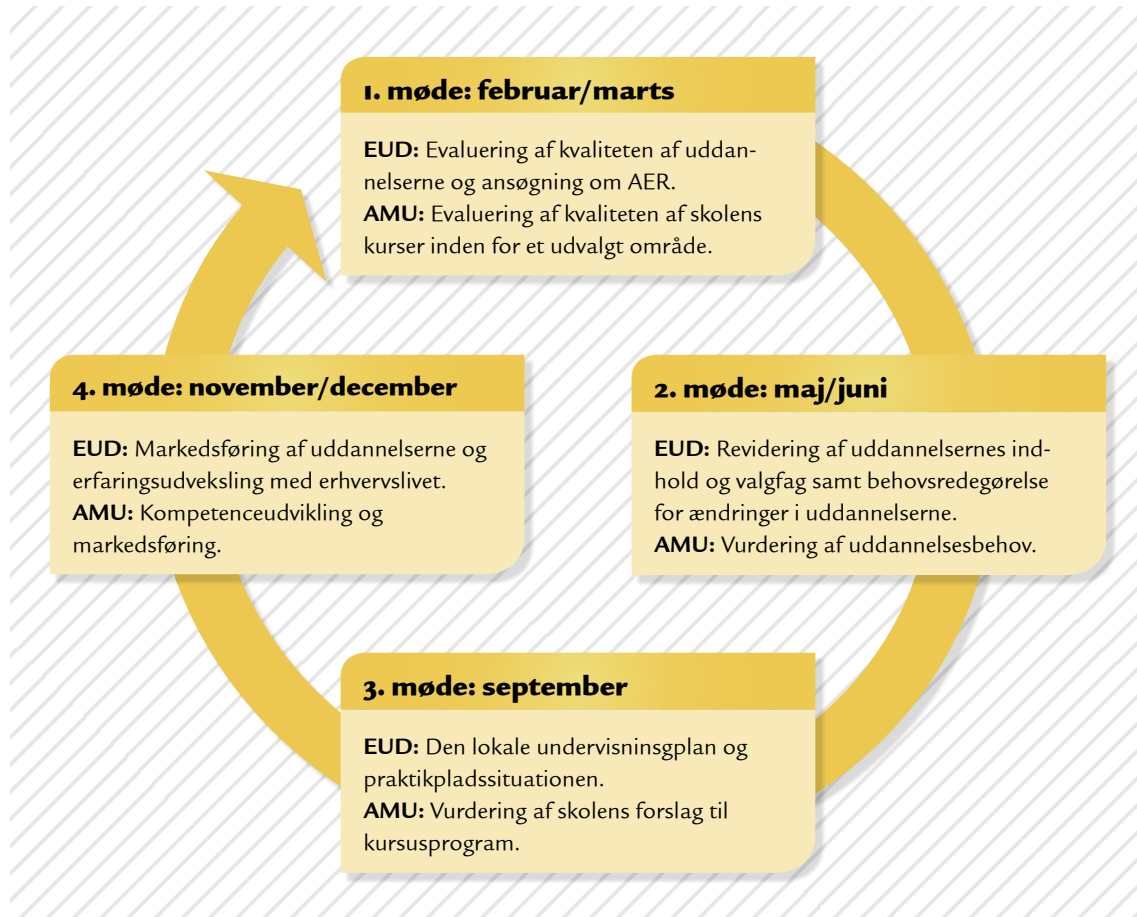 1. møde: februar/marts
EUD: Evaluering af kvaliteten af uddan-
nelserne og ansøgning om AER.
AMU: Evaluering af kvaliteten af skolens
kurser inden for et udvalgt område.
2. møde: maj/juni
EUD: Revidering af uddannelsernes ind-
hold og valgfag samt behovsredegørelse
for ændringer i uddannelserne.
AMU: Vurdering af uddannelsesbehov.
3. møde: september
EUD: Den lokale undervisninsgplan og
praktikpladssituationen.
AMU: Vurdering af skolens forslag til
kursusprogram.
4. møde: november/december
EUD: Markedsføring af uddannelserne og
erfaringsudveksling med erhvervslivet.
AMU: Kompetenceudvikling og
markedsføring.